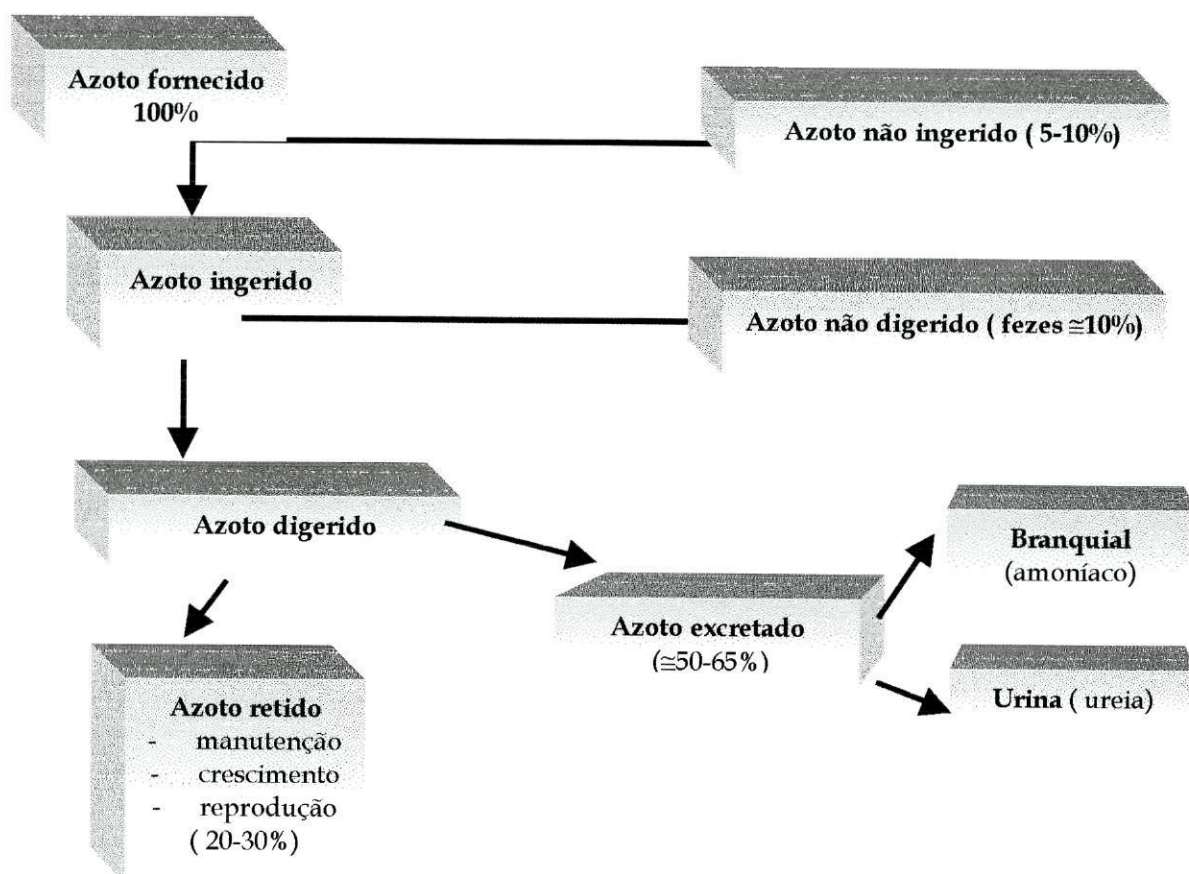 Azoto fornecido
100%
Azoto não ingerido ( 5-10%)
Azoto ingerido
Azoto não digerido ( fezes ≅10%)
Azoto digerido
Azoto excretado
(≅50-65%)
Branquial
(amoníaco)
Urina ( ureia)
Azoto retido
- manutenção
- crescimento
- reprodução
( 20-30%)